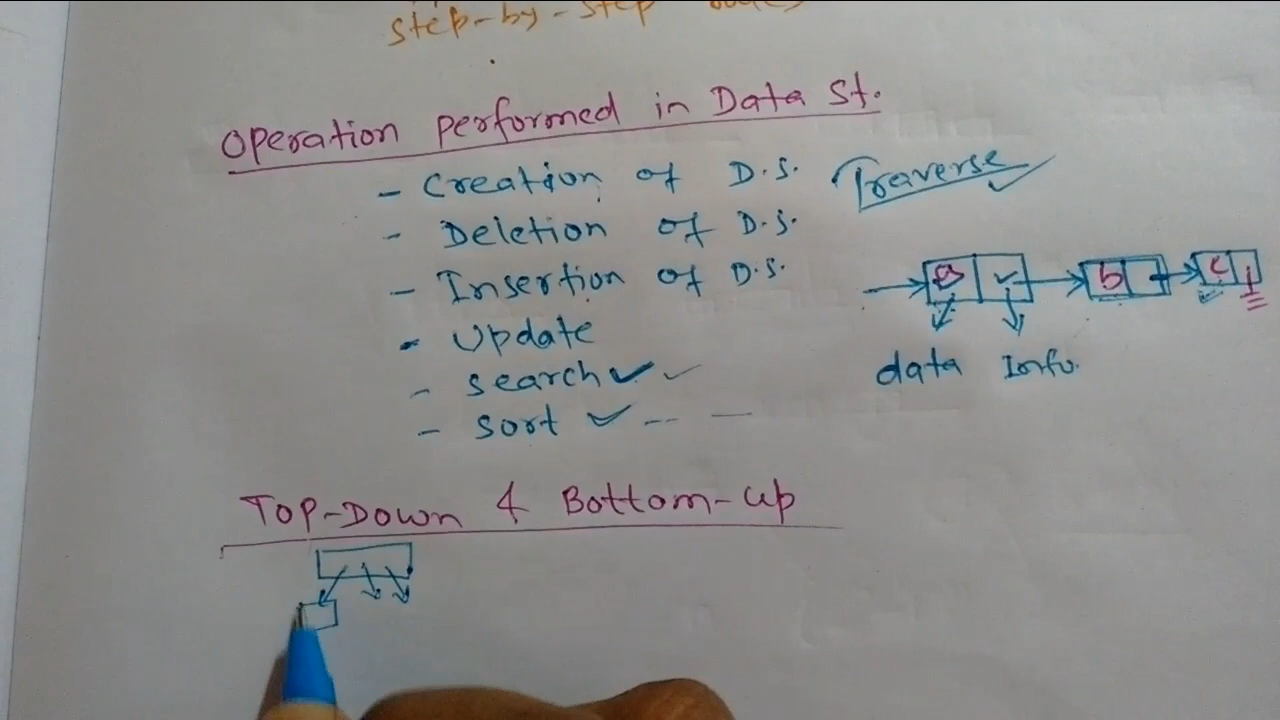 step-by-step
Operation performed in Data St.
- Creation of D.S. Traverse
- Deletion of D.S.
- Insertion of D.S.
- Update
- search
- sort
a b c
data Info.
Top-Down & Bottom-up